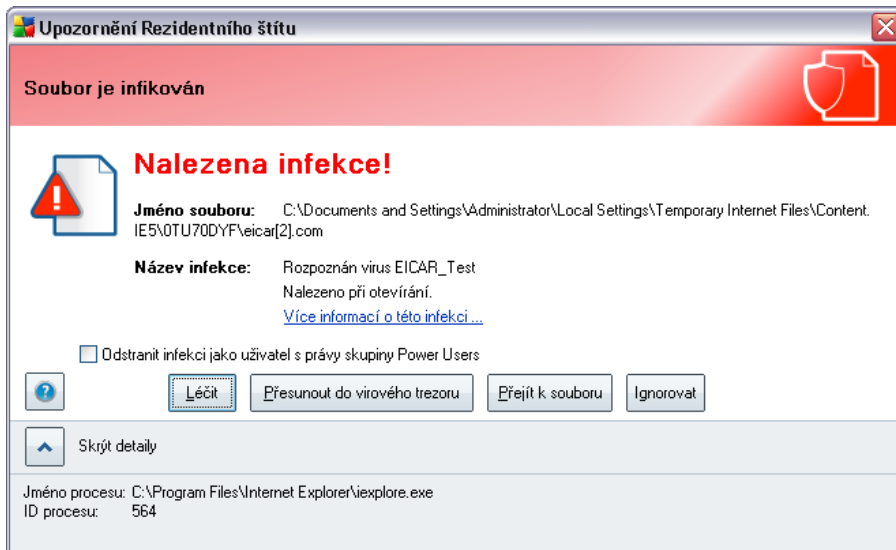 Upozornění Rezidentního štítu
Soubor je infikován
Nalezena infekce!
Jméno souboru: C:\Documents and Settings\Administrator\Local Settings\Temporary Internet Files\Content.
IE5\0TU70DYF\eicar[2].com
Název infekce: Rozpoznán virus EICAR_Test
Nalezeno při otevírání.
Více informací o této infekci ...
Odstranit infekci jako uživatel s právy skupiny Power Users
Léčit Přesunout do virového trezoru Přejít k souboru Ignorovat
Skrýt detaily
Jméno procesu: C:\Program Files\Internet Explorer\iexplore.exe
ID procesu: 564